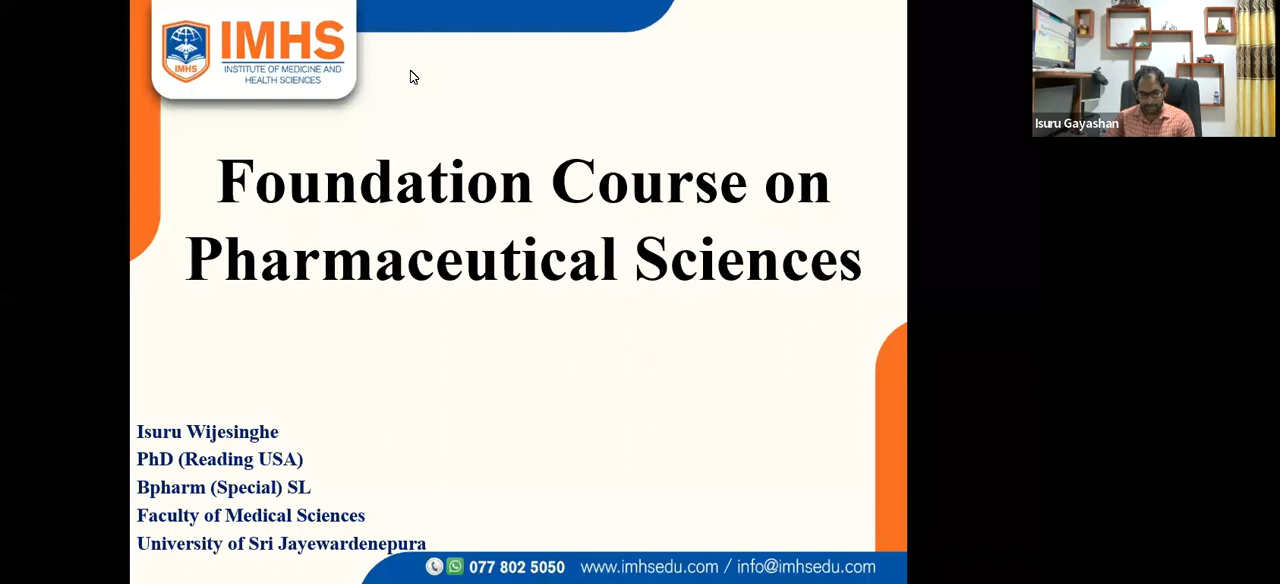 IMHS
INSTITUTE OF MEDICINE AND
HEALTH SCIENCES
IMHS
Isuru Gayashan
Foundation Course on
Pharmaceutical Sciences
Isuru Wijesinghe
PhD (Reading USA)
Bpharm (Special) SL
Faculty of Medical Sciences
University of Sri Jayewardenepura
077 802 5050 www.imhsedu.com / info@imhsedu.com